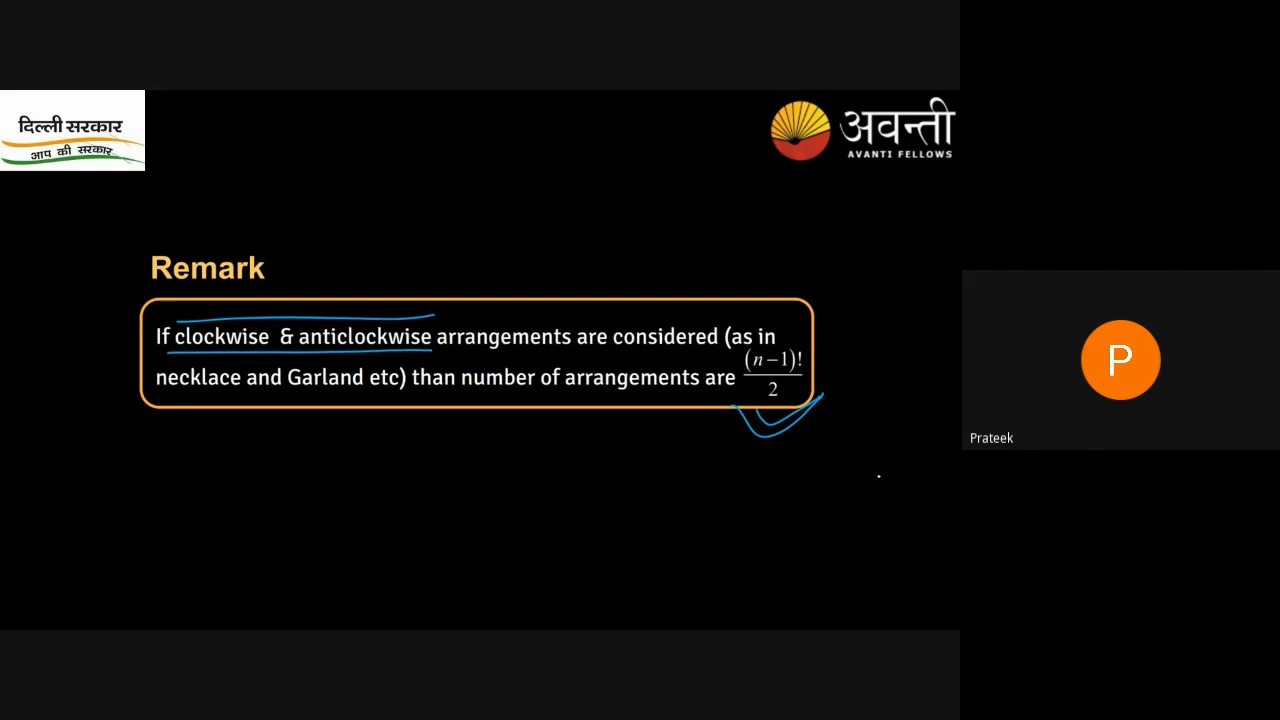 दिल्ली सरकार
आप की सरकार
अवन्ती
AVANTI FELLOWS
Remark
If clockwise & anticlockwise arrangements are considered (as in
necklace and Garland etc) than number of arrangements are (n−1)!/2
P
Prateek